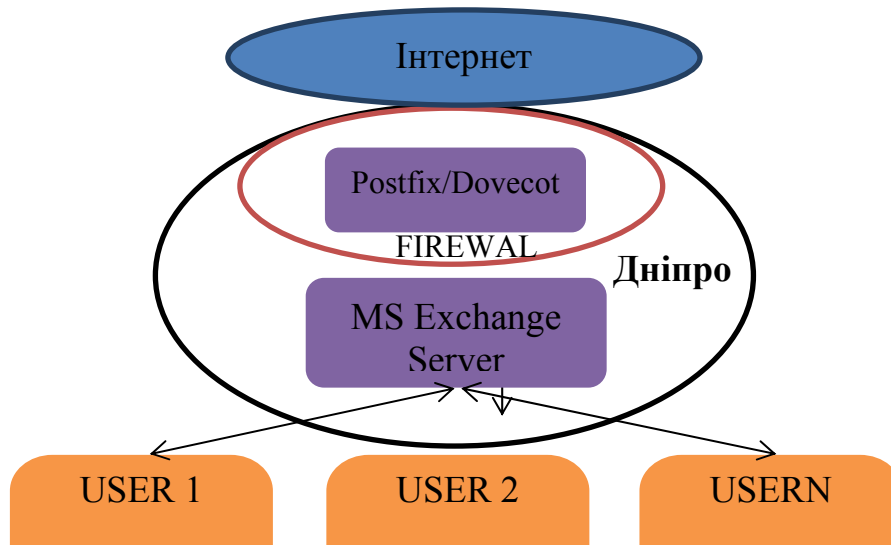 Інтернет
Postfix/Dovecot
FIREWAL
Дніпро
MS Exchange
Server
USER 1
USER 2
USERN